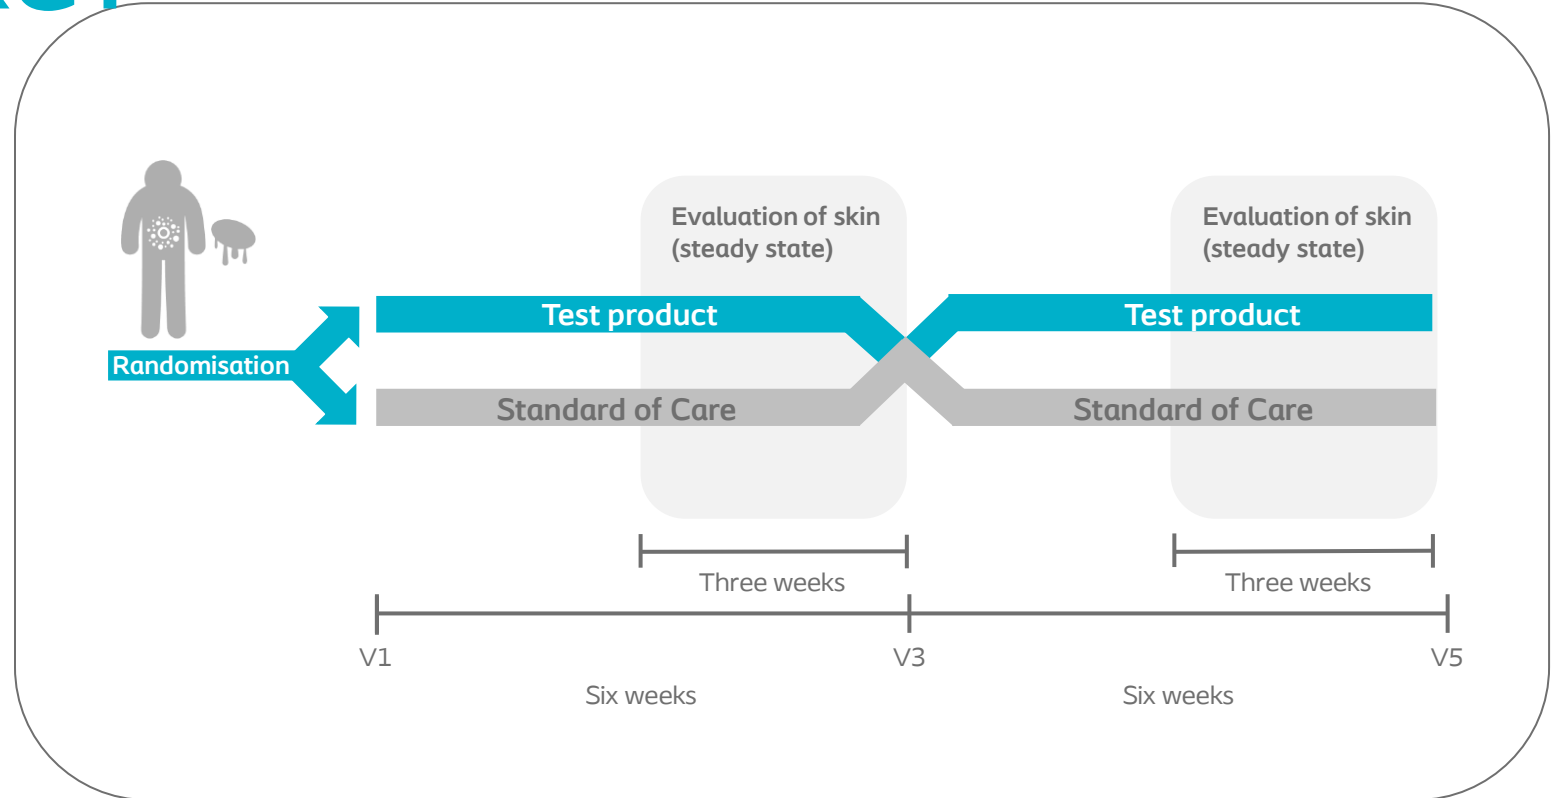 Evaluation of skin
(steady state)
Evaluation of skin
(steady state)
Test product
Test product
Randomisation
Standard of Care
Standard of Care
Three weeks
Three weeks
V1
V3
V5
Six weeks
Six weeks